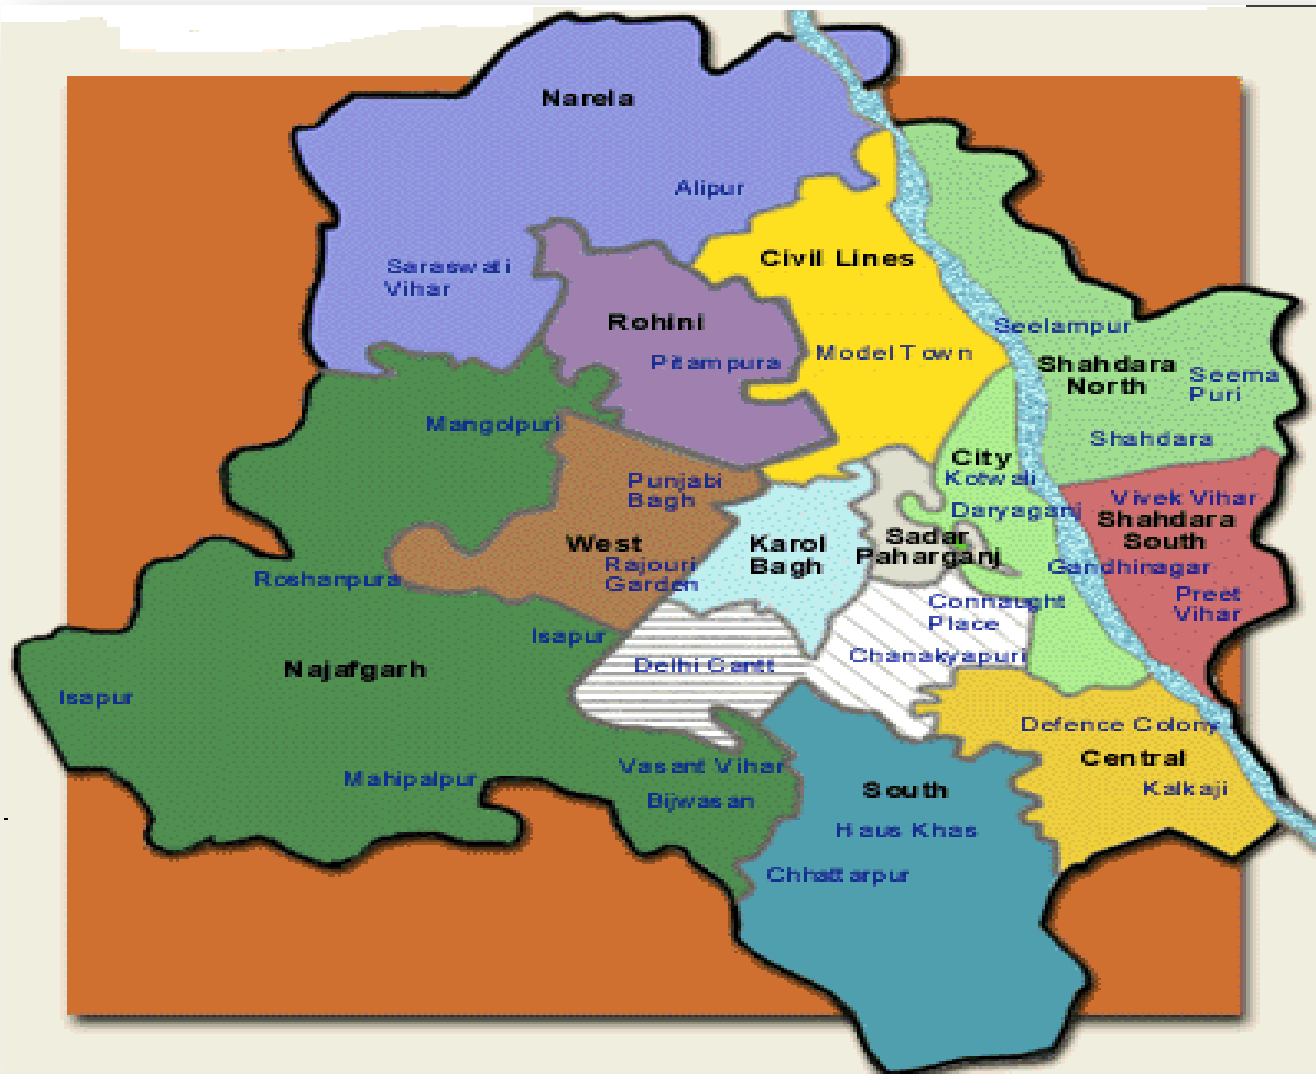 Narela
Alipur
Civil Lines
Saraswati
Vihar
Rohini
Seelampur
Model Town
Pitampura
Shahdara
North
Seema
Puri
Mangolpuri
Shahdara
City
Kotwali
Punjabi
Bagh
Vivek Vihar
Daryaganj
Shahdara
South
Sadar
Paharganj
West
Karol
Bagh
Rajouri
Garden
Gandhinagar
Roshanpura
Preet
Vihar
Connaught
Place
Isapur
Chanakyapuri
Delhi Cantt
Najafgarh
Isapur
Defence Colony
Central
Vasant Vihar
Mahipalpur
Kalkaji
South
Bijwasan
Haus Khas
Chhattarpur